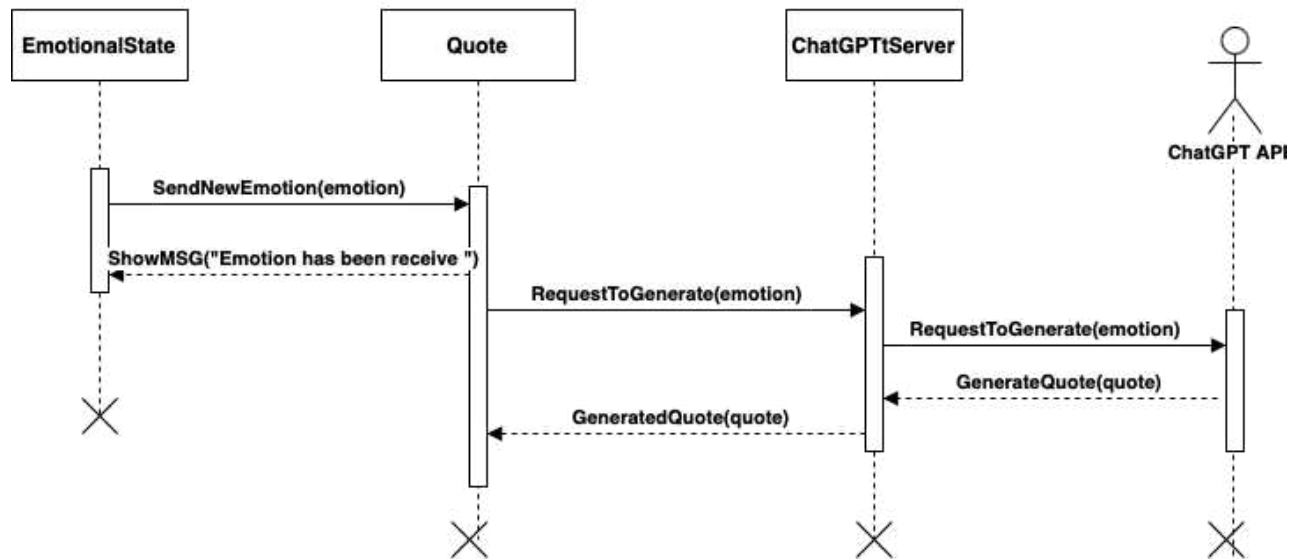 EmotionalState
Quote
ChatGPTtServer
ChatGPT API
SendNewEmotion(emotion)
ShowMSG("Emotion has been receive ")
RequestToGenerate(emotion)
RequestToGenerate(emotion)
GenerateQuote(quote)
GeneratedQuote(quote)